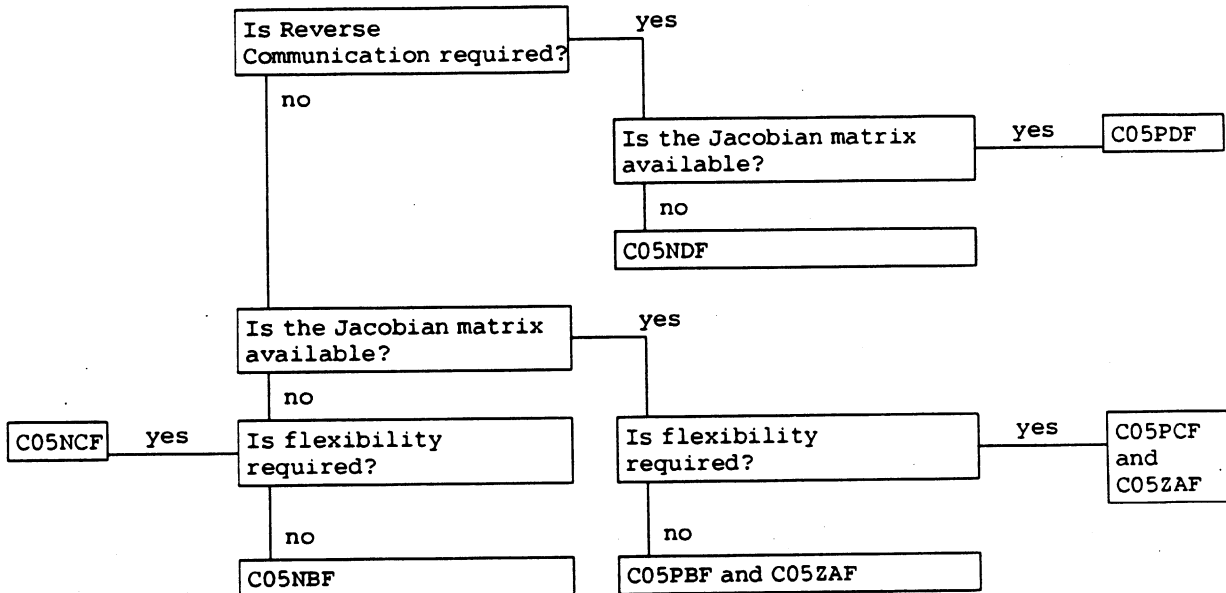 Is Reverse
Communication required?
yes
no
Is the Jacobian matrix
available?
yes
C05PDF
no
C05NDF
Is the Jacobian matrix
available?
yes
no
C05NCF
yes
Is flexibility
required?
Is flexibility
required?
yes
C05PCF
and
C05ZAF
no
C05NBF
no
C05PBF and C05ZAF